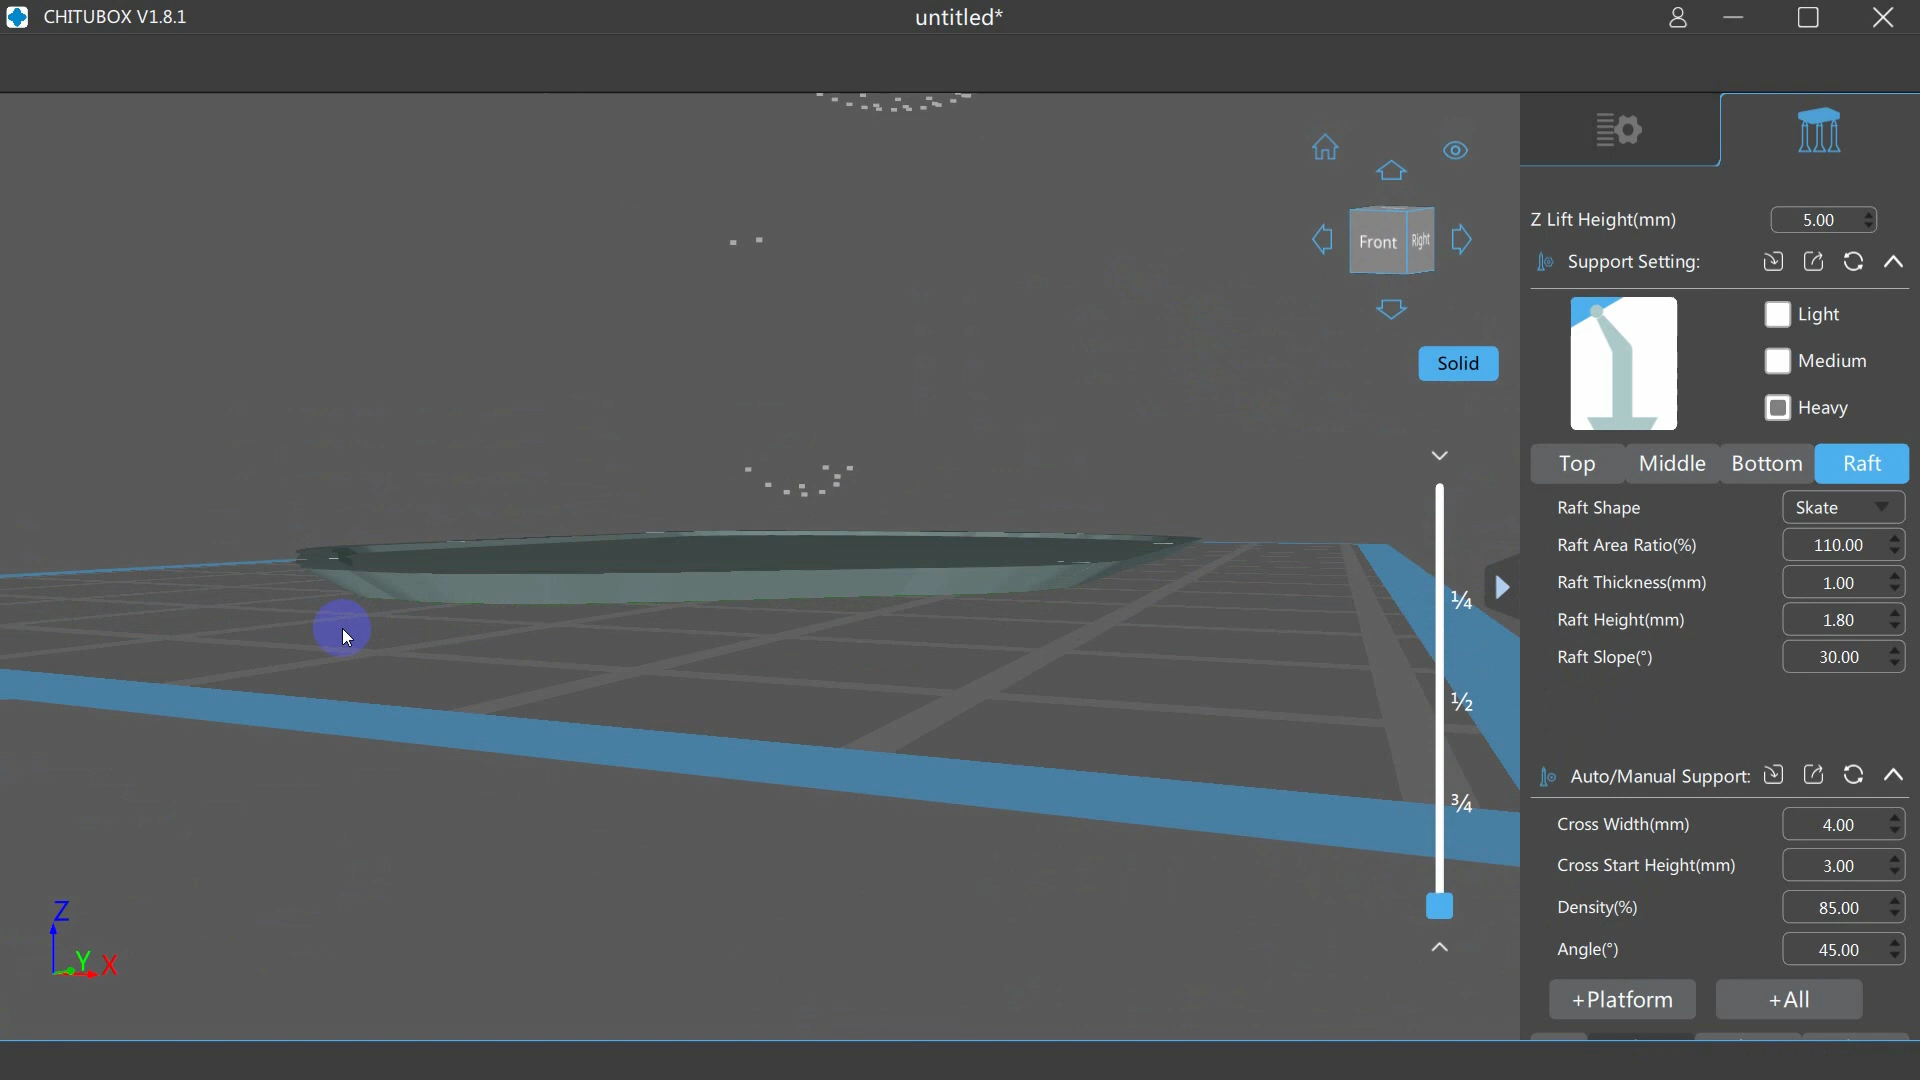 CHITUBOX V1.8.1
untitled*
Z Lift Height(mm) 5.00
Support Setting:
Front
Right
Light
Medium
Heavy
Solid
Top Middle Bottom Raft
Raft Shape Skate
Raft Area Ratio(%) 110.00
Raft Thickness(mm) 1.00
Raft Height(mm) 1.80
Raft Slope(°) 30.00
1/4
1/2
3/4
Auto/Manual Support:
Cross Width(mm) 4.00
Cross Start Height(mm) 3.00
Density(%) 85.00
Angle(°) 45.00
+Platform +All
Z
Y X